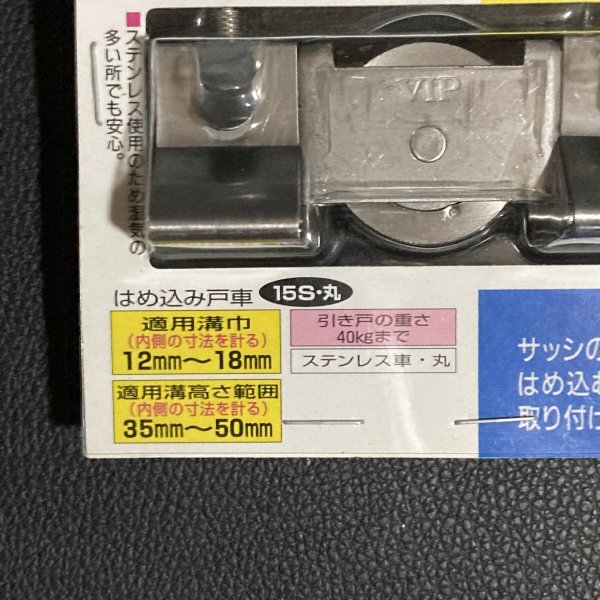 ■ステンレス使用のため湿気の
多い所でも安心。
VIP
はめ込み戸車 15S・丸
適用溝巾
(内側の寸法を計る)
12mm〜18mm
引き戸の重さ
40kgまで
ステンレス車・丸
適用溝高さ範囲
(内側の寸法を計る)
35mm〜50mm
サッシの
はめ込む
取り付け